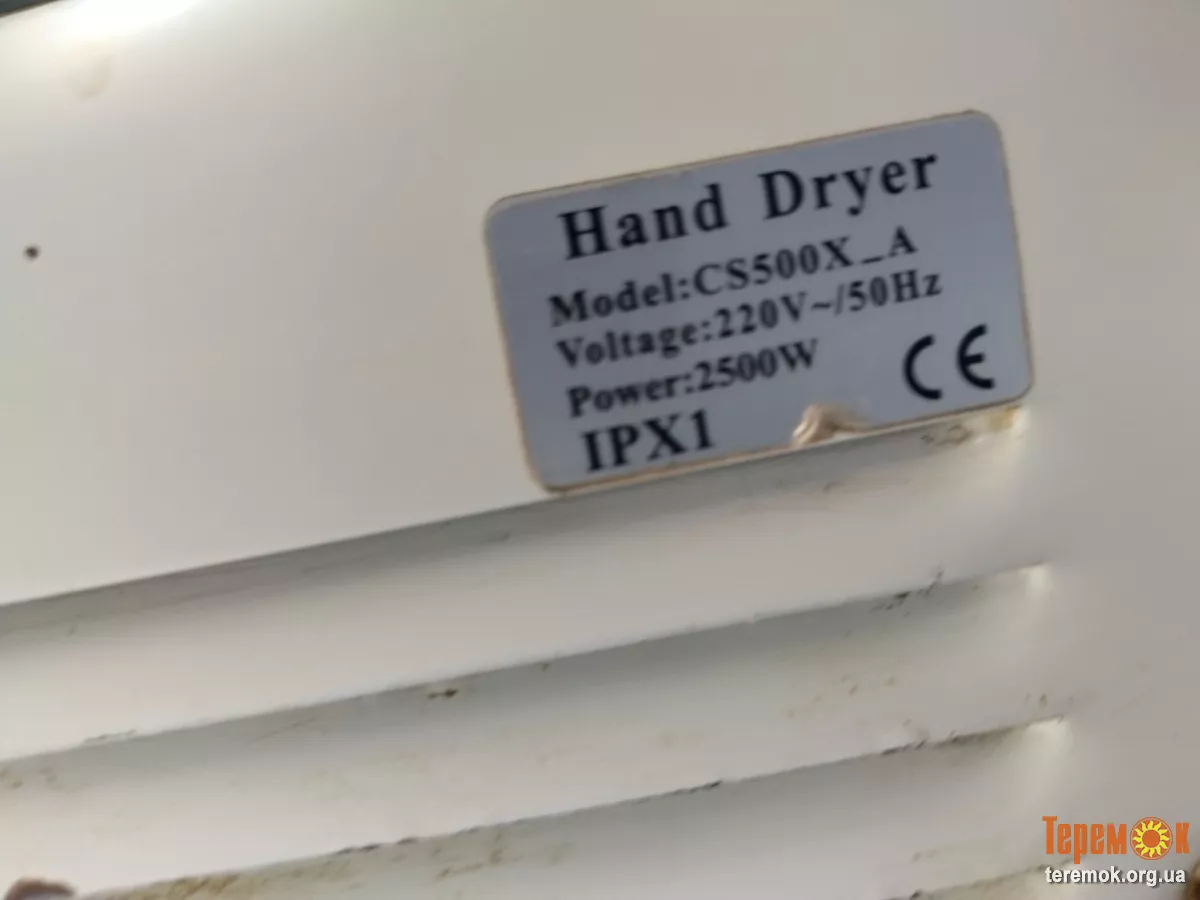 Hand Dryer
Model:CS500X_A
Voltage:220V~/50Hz
Power:2500W
CE
IPX1
Теремок
teremok.org.ua